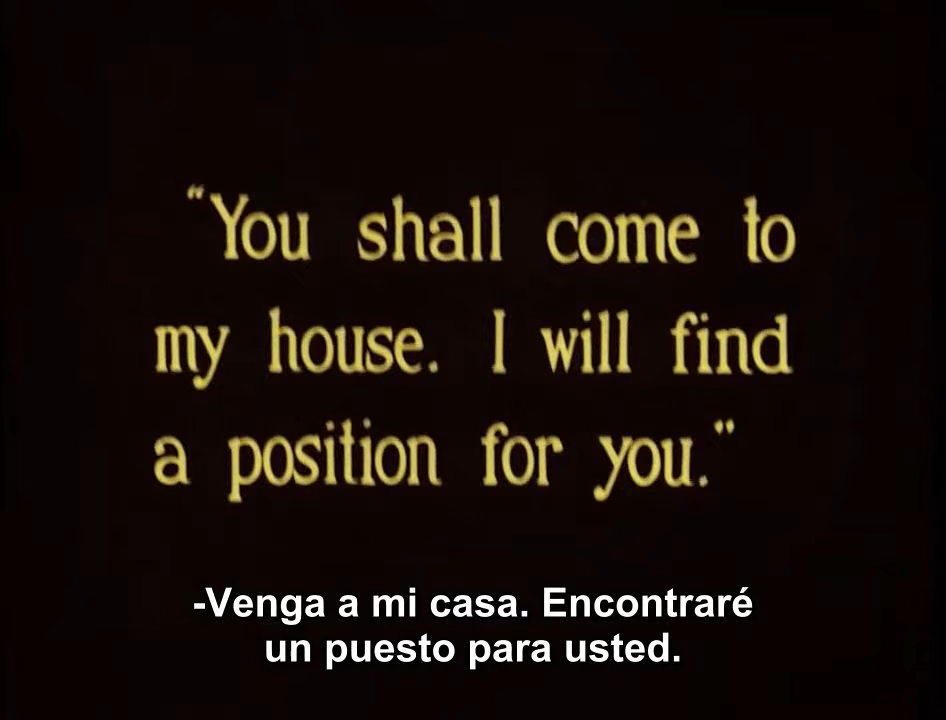 "You shall come to
my house. I will find
a position for you."
-Venga a mi casa. Encontraré
un puesto para usted.